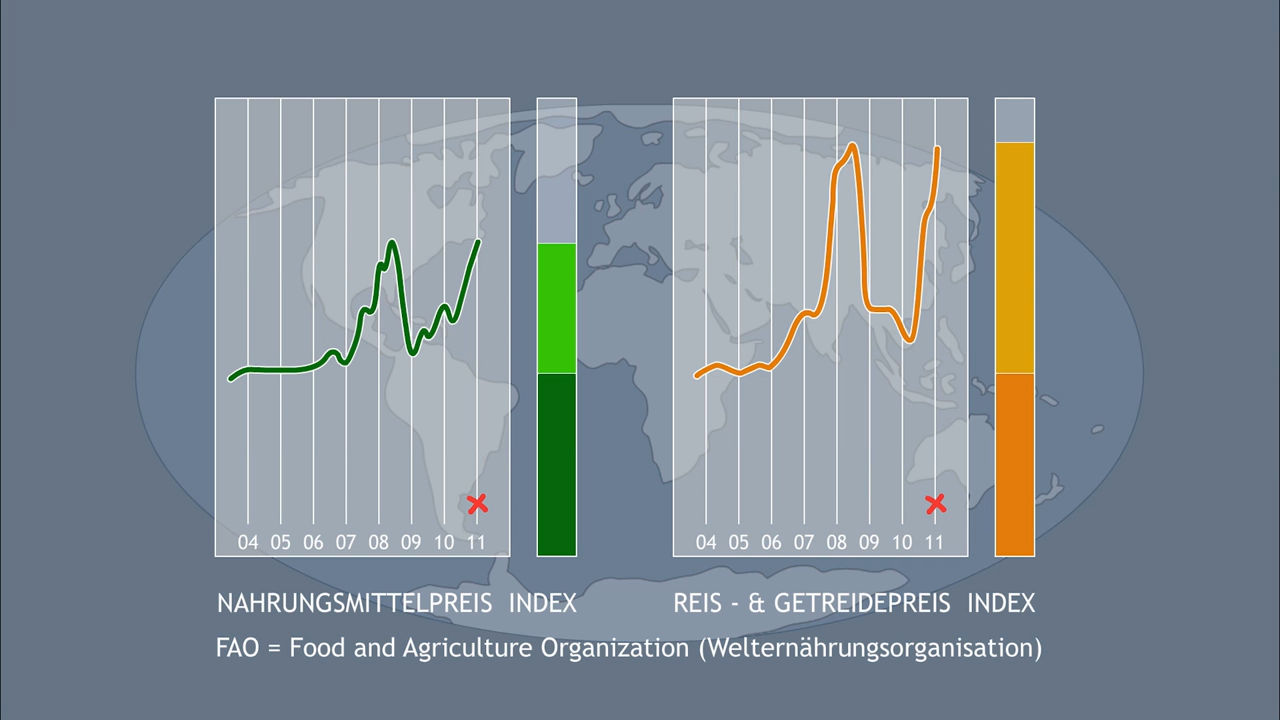 04 05 06 07 08 09 10 11
04 05 06 07 08 09 10 11
NAHRUNGSMITTELPREIS INDEX
REIS - & GETREIDEPREIS INDEX
FAO = Food and Agriculture Organization (Welternährungsorganisation)